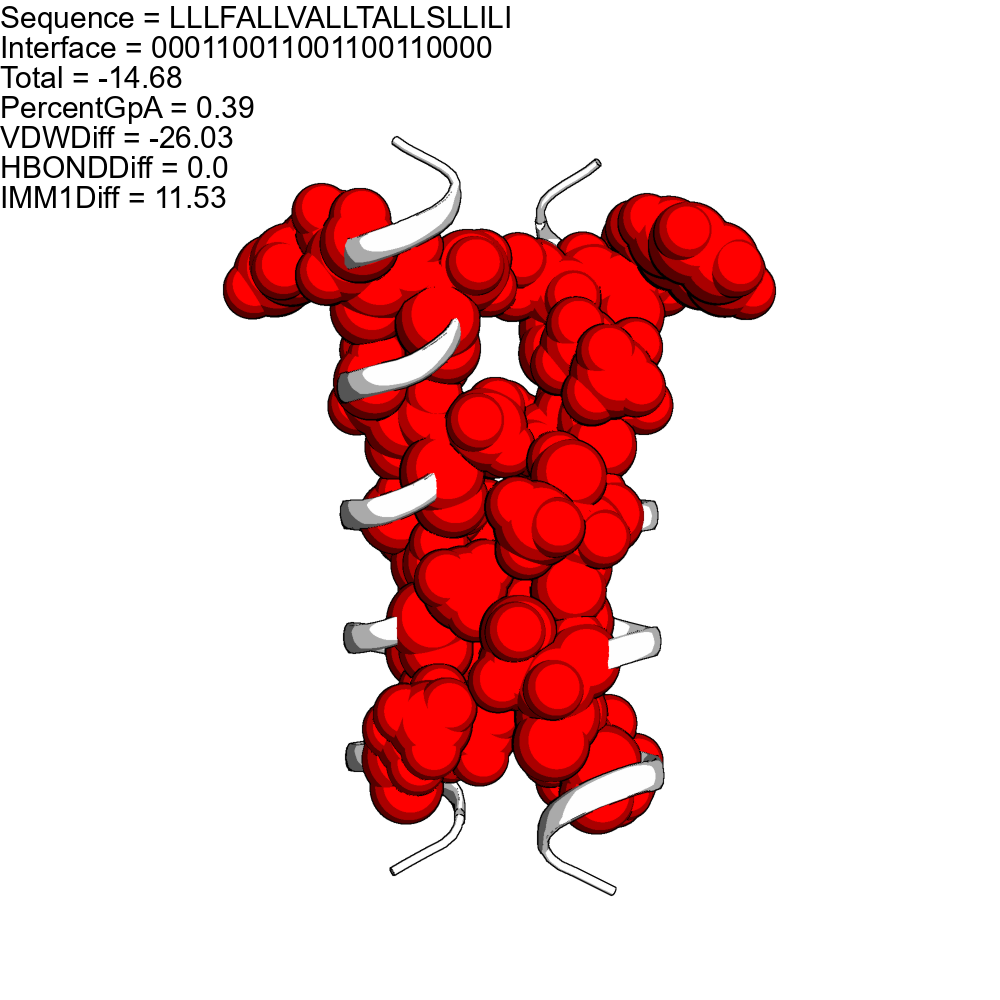 Sequence = LLLFALLVALLTALLSLLILI
Interface = 000110011001100110000
Total = -14.68
PercentGpA = 0.39
VDWDiff = -26.03
HBONDDiff = 0.0
IMM1Diff = 11.53